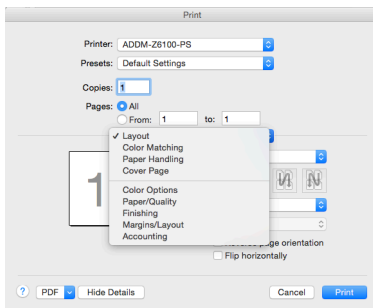 Print
Printer: ADDM-Z6100-PS
Presets: Default Settings
Copies: 1
Pages: All
From: 1 to: 1
✓ Layout
Color Matching
Paper Handling
Cover Page
Color Options
Paper/Quality
Finishing
Margins/Layout
Accounting
1
page orientation
Flip horizontally
? PDF Hide Details Cancel Print